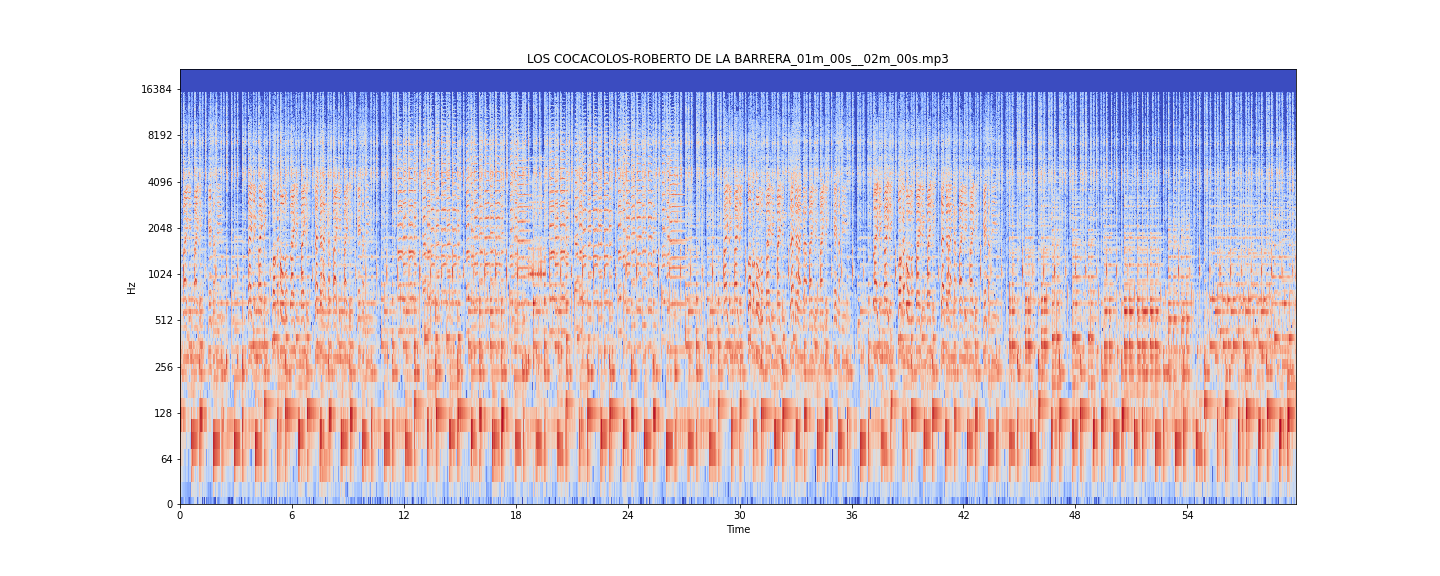 LOS COCACOLOS-ROBERTO DE LA BARRERA_01m_00s__02m_00s.mp3
16384
8192
4096
2048
1024
512
256
128
64
0
Hz
0 6 12 18 24 30 36 42 48 54
Time